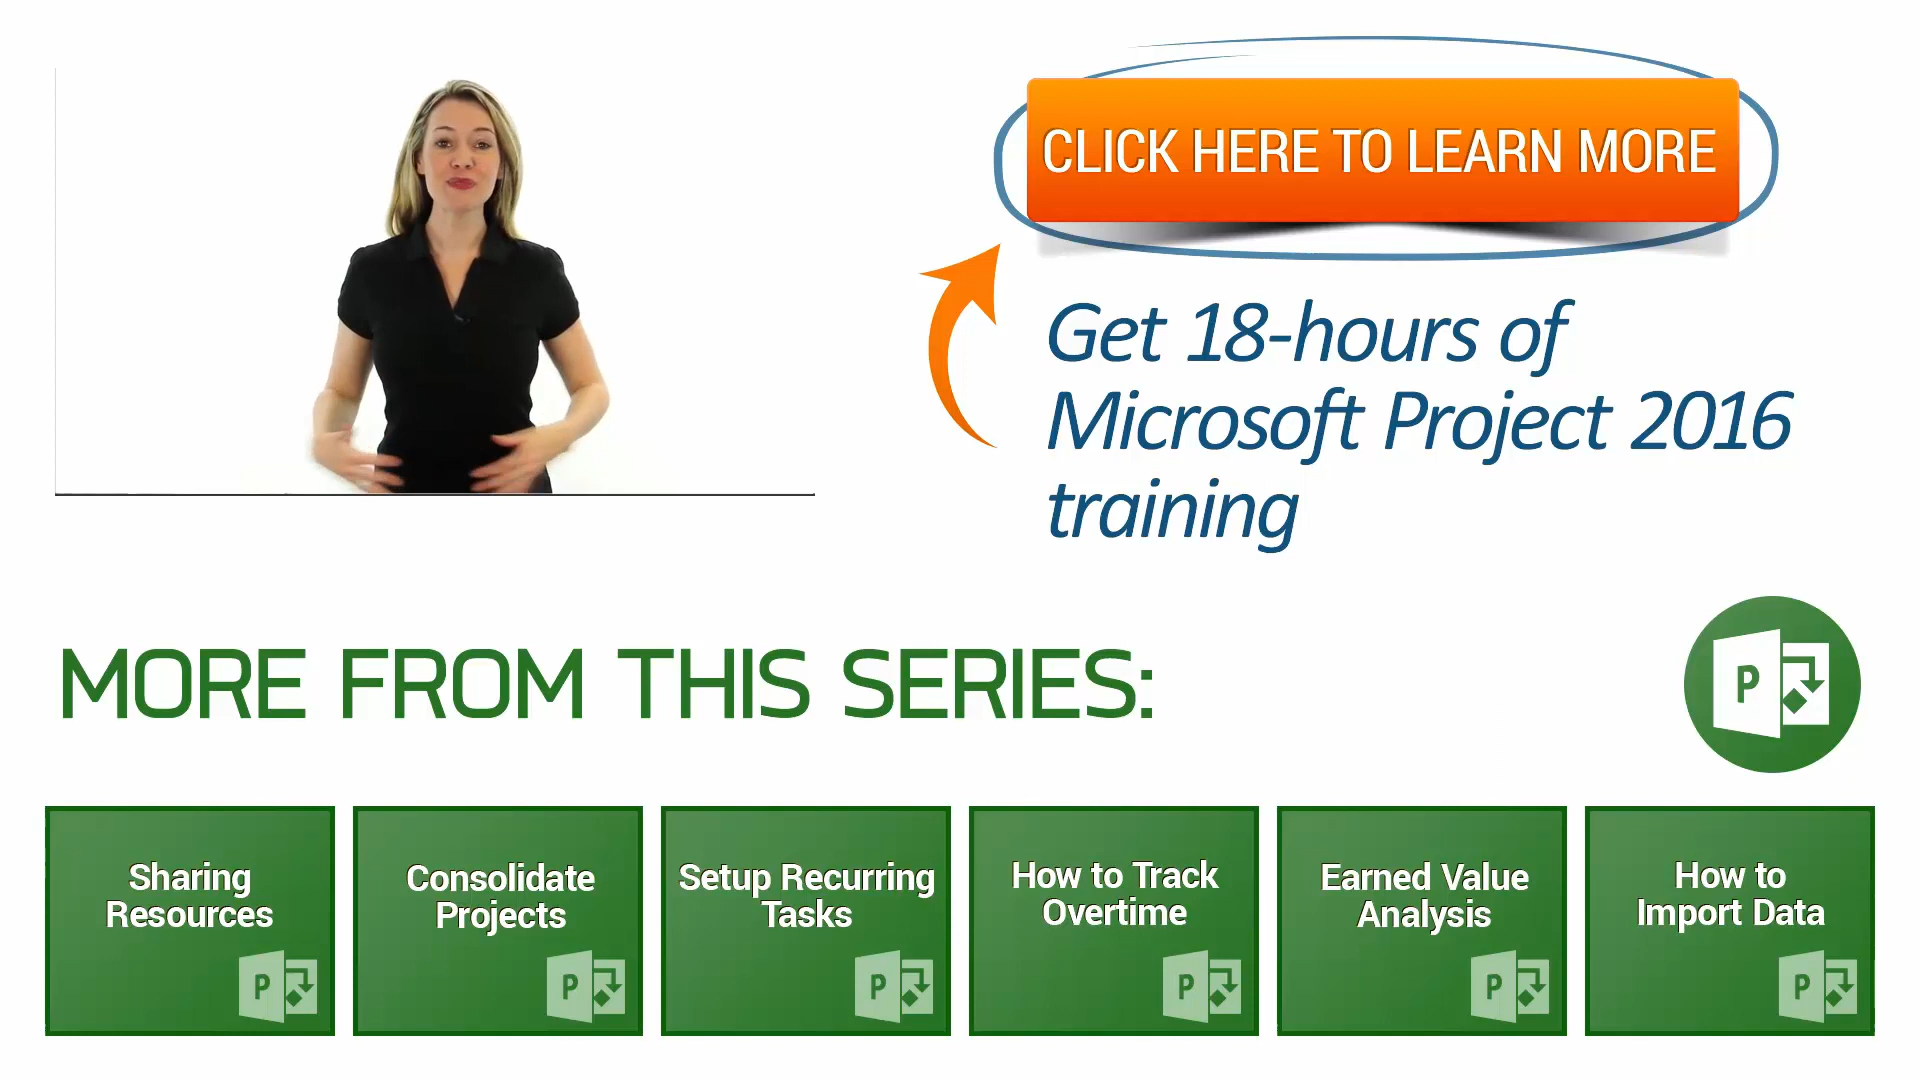 CLICK HERE TO LEARN MORE
Get 18-hours of
Microsoft Project 2016
training
MORE FROM THIS SERIES:
P
Sharing
Resources
P
Consolidate
Projects
P
Setup Recurring
Tasks
P
How to Track
Overtime
P
Earned Value
Analysis
P
How to
Import Data
P